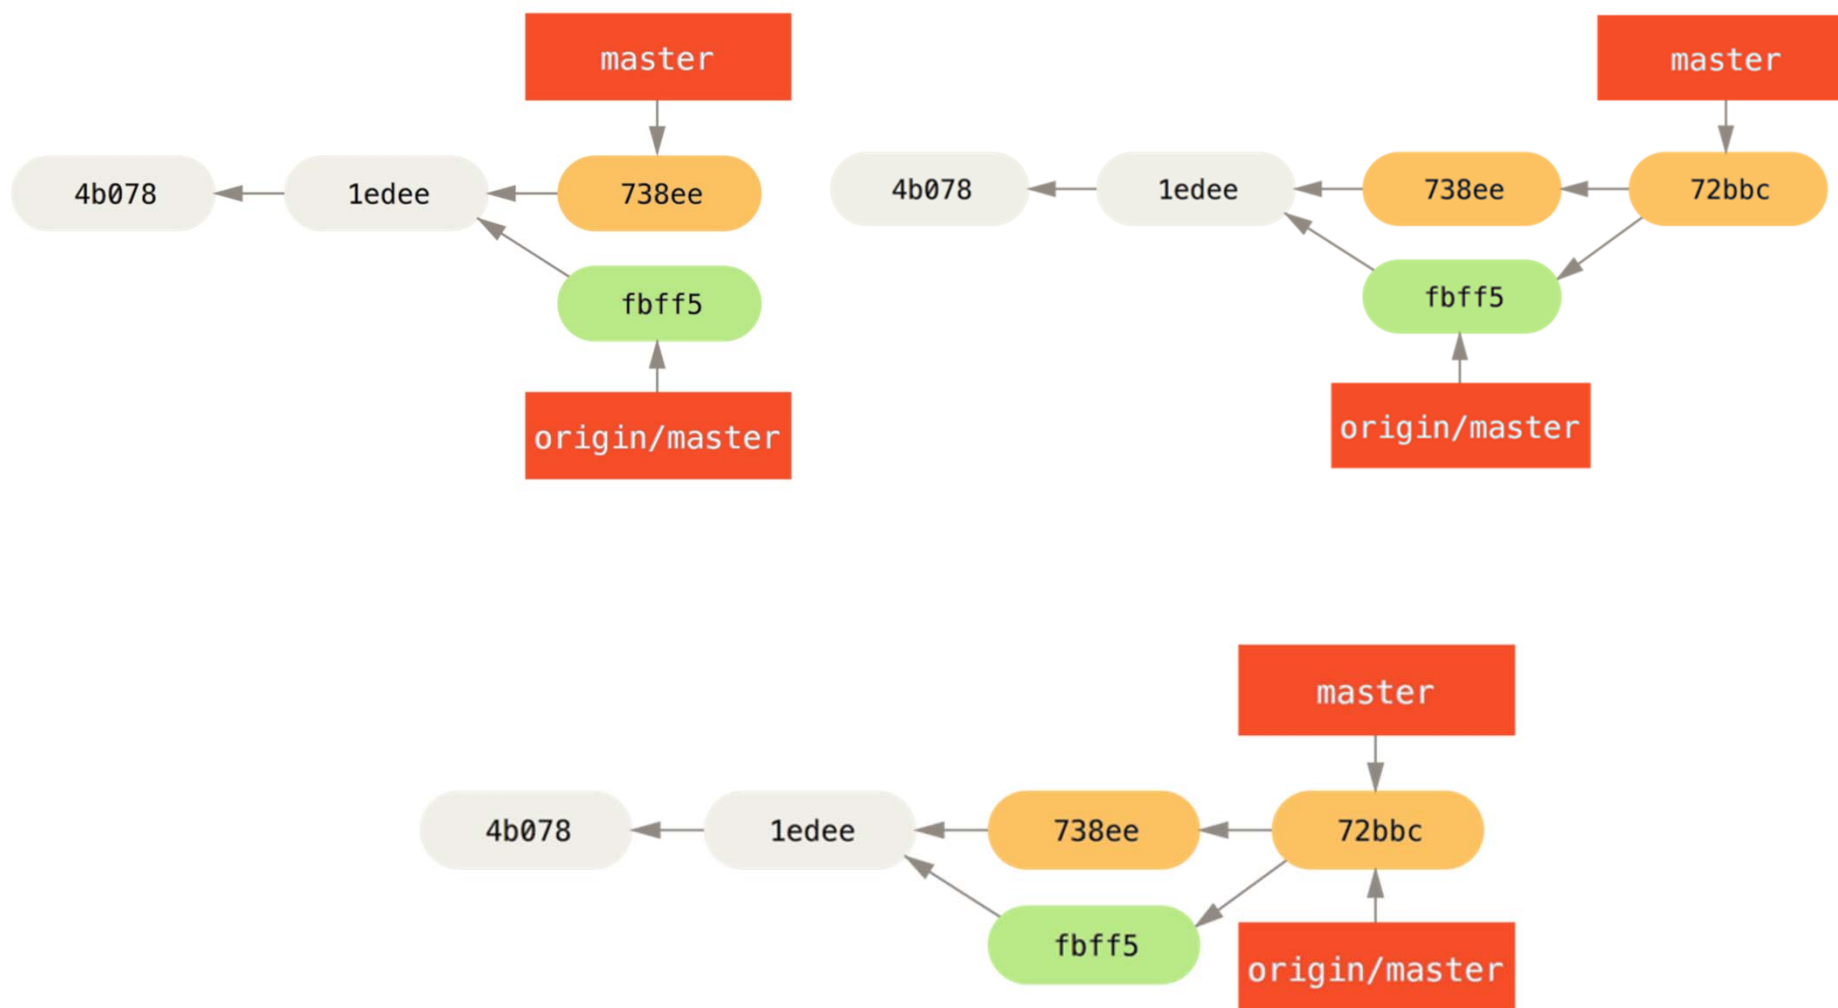 master
4b078
1edee
738ee
fbff5
origin/master
master
4b078
1edee
738ee
72bbc
fbff5
origin/master
master
4b078
1edee
738ee
72bbc
fbff5
origin/master